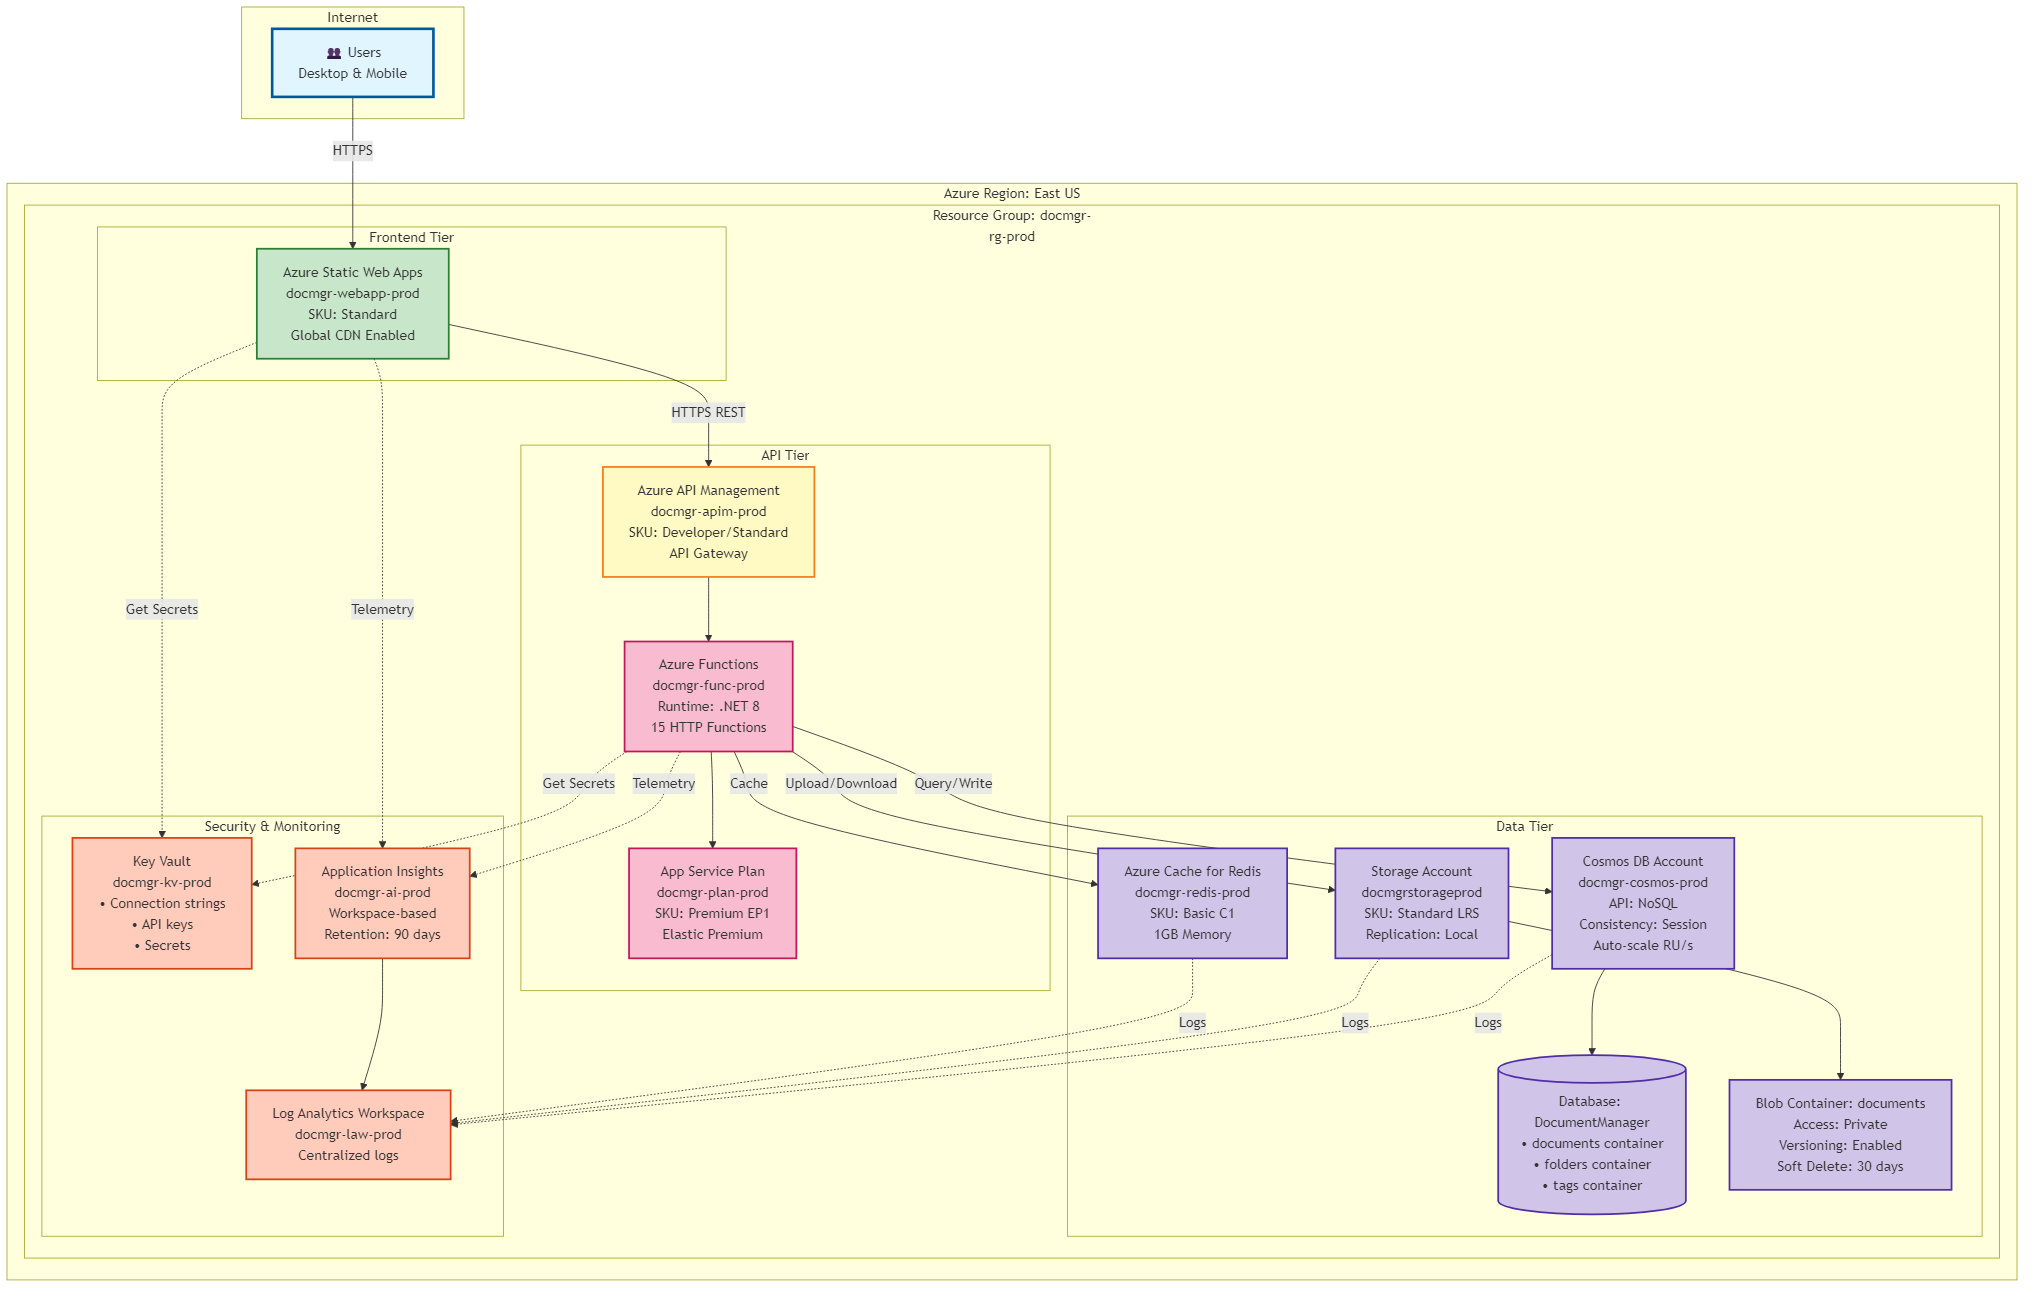 Internet
👥 Users
Desktop & Mobile
HTTPS
Azure Region: East US
Resource Group: docmgr-
rg-prod
Frontend Tier
Azure Static Web Apps
docmgr-webapp-prod
SKU: Standard
Global CDN Enabled
HTTPS REST
API Tier
Azure API Management
docmgr-apim-prod
SKU: Developer/Standard
API Gateway
Get Secrets
Telemetry
Azure Functions
docmgr-func-prod
Runtime: .NET 8
15 HTTP Functions
Get Secrets
Telemetry
Cache
Upload/Download
Query/Write
Security & Monitoring
Key Vault
docmgr-kv-prod
• Connection strings
• API keys
• Secrets
Application Insights
docmgr-ai-prod
Workspace-based
Retention: 90 days
App Service Plan
docmgr-plan-prod
SKU: Premium EP1
Elastic Premium
Data Tier
Azure Cache for Redis
docmgr-redis-prod
SKU: Basic C1
1GB Memory
Storage Account
docmgrstorageprod
SKU: Standard LRS
Replication: Local
Cosmos DB Account
docmgr-cosmos-prod
API: NoSQL
Consistency: Session
Auto-scale RU/s
Logs
Logs
Logs
Log Analytics Workspace
docmgr-law-prod
Centralized logs
Database:
DocumentManager
• documents container
• folders container
• tags container
Blob Container: documents
Access: Private
Versioning: Enabled
Soft Delete: 30 days